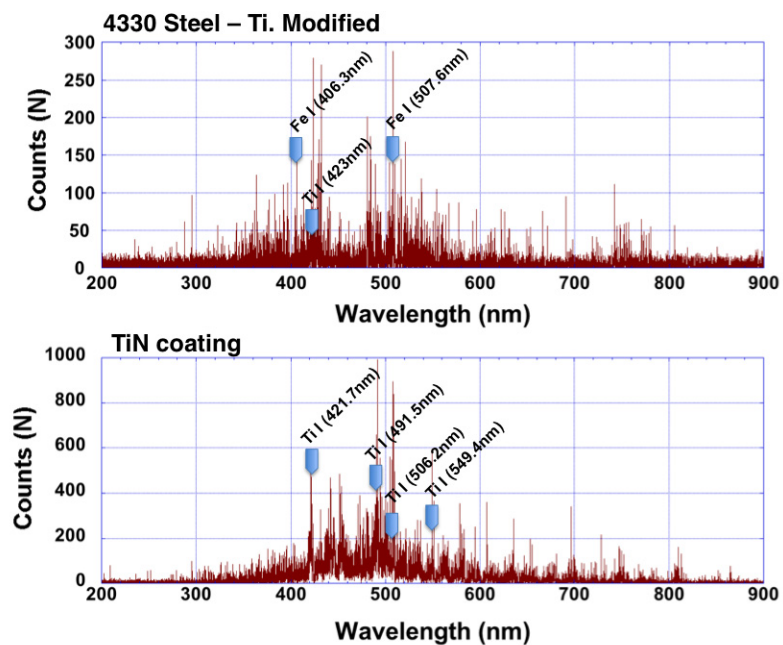 4330 Steel – Ti. Modified
Counts (N)
300
250
200
150
100
50
0
Fe I (406.3nm)
Ti I (423nm)
Fe I (507.6nm)
200 300 400 500 600 700 800 900
Wavelength (nm)
TiN coating
Counts (N)
1000
800
600
400
200
0
Ti I (421.7nm)
Ti I (491.5nm)
Ti I (506.2nm)
Ti I (549.4nm)
200 300 400 500 600 700 800 900
Wavelength (nm)